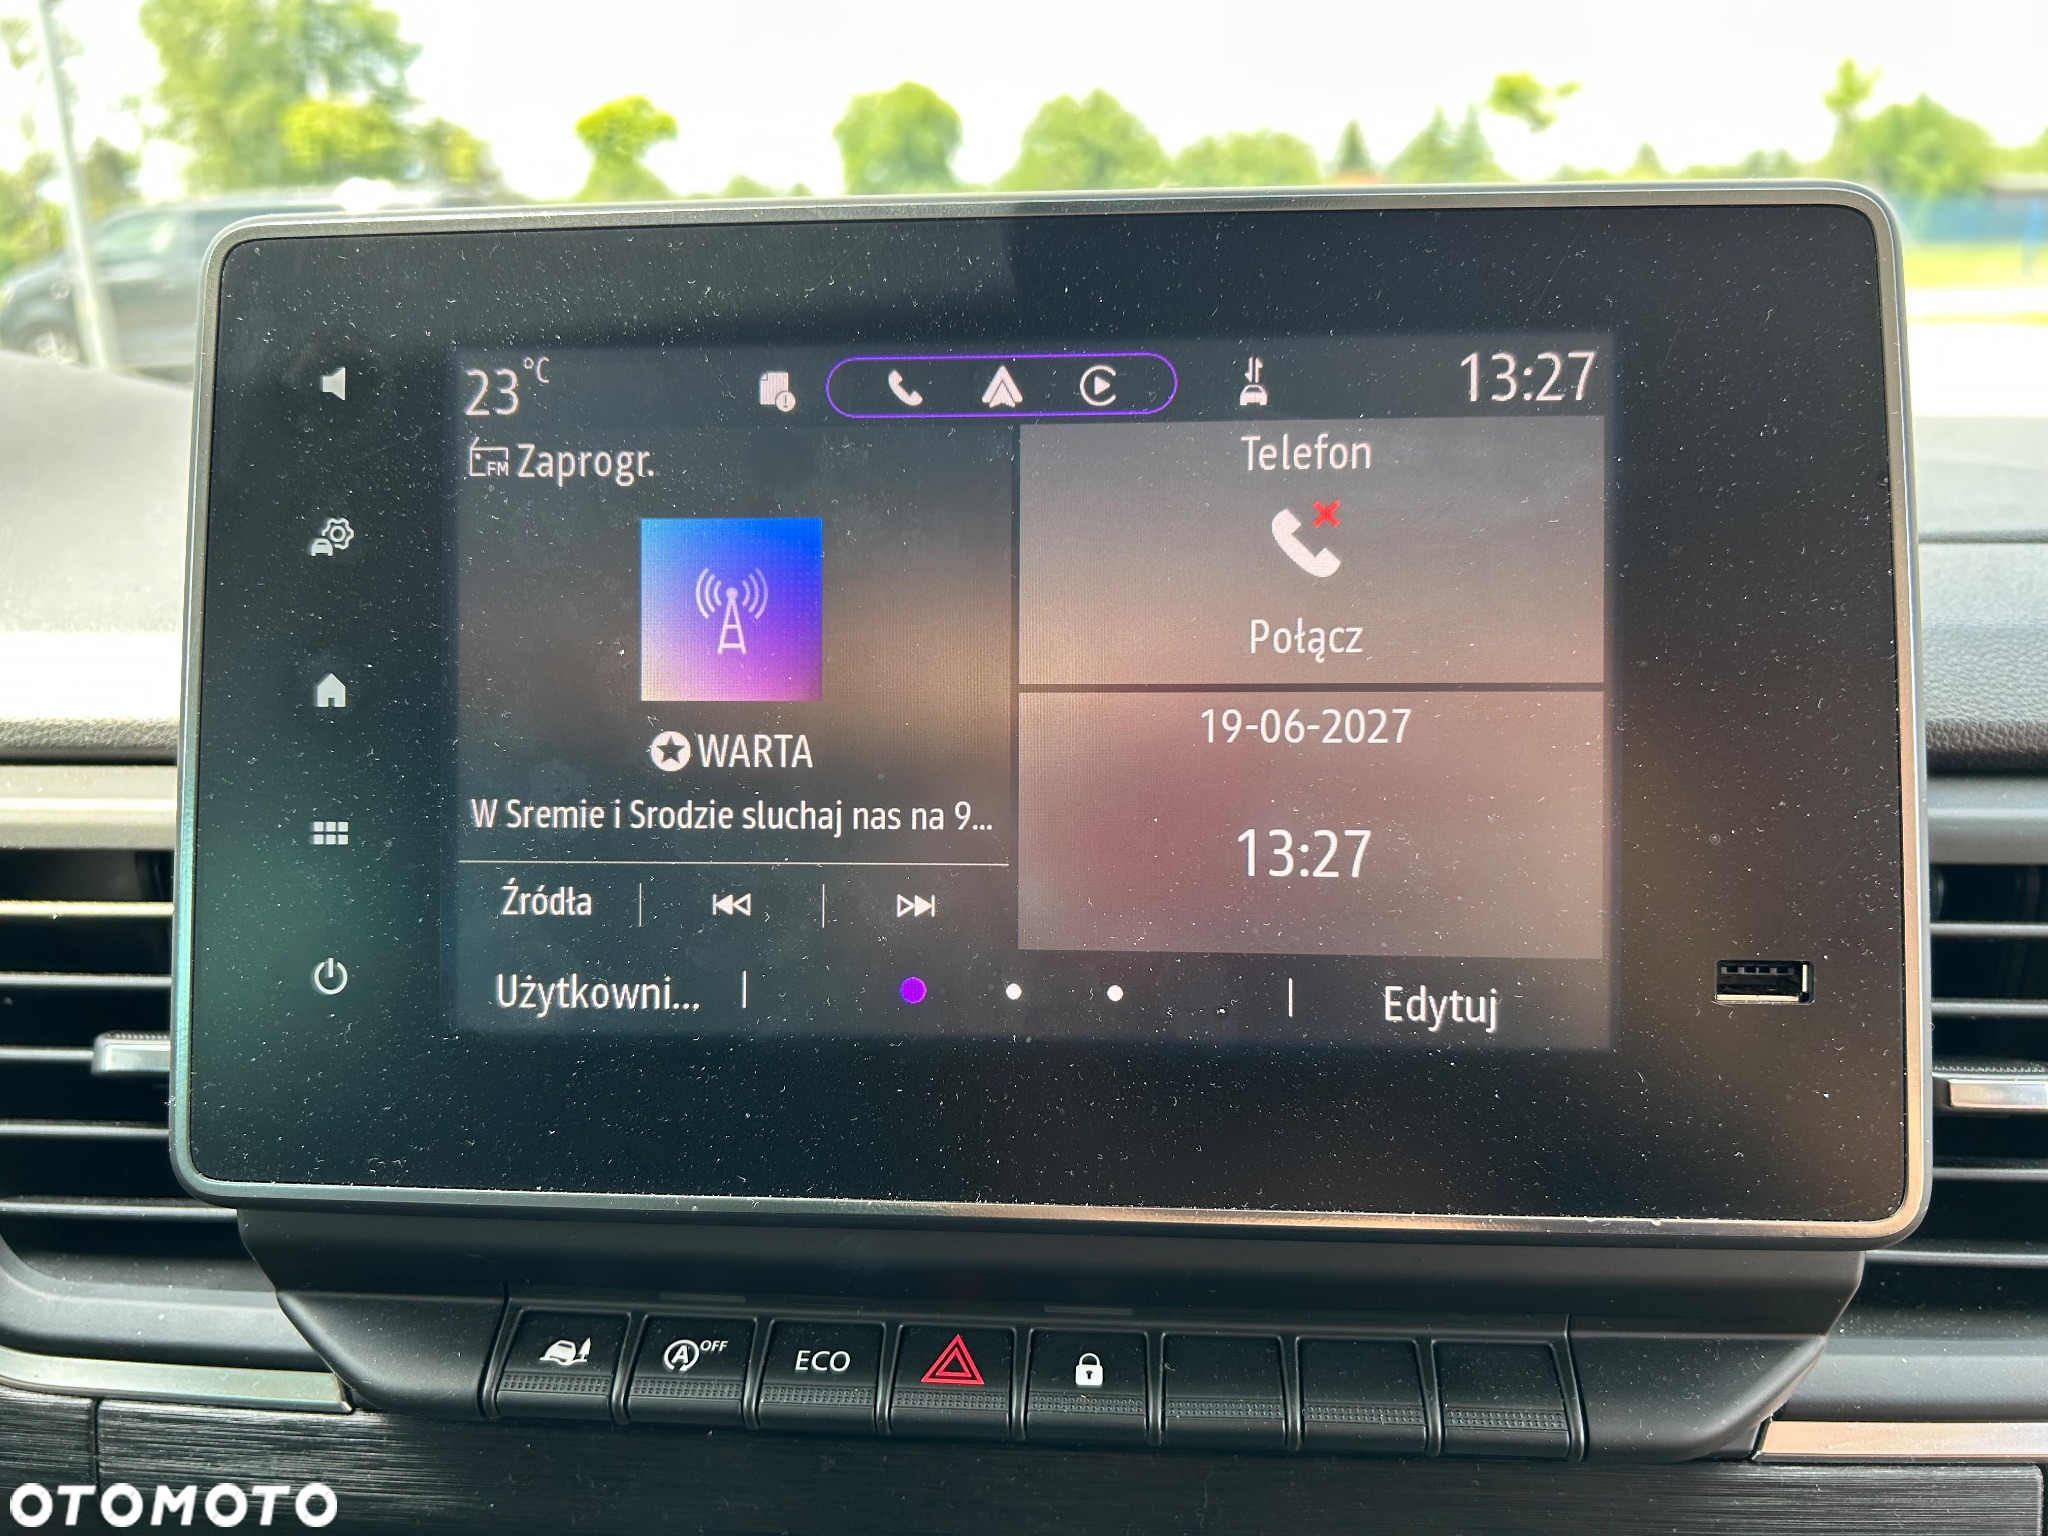 23 °C
13:27
FM Zaprogr.
WARTA
W Sremie i Srodzie sluchaj nas na 9...
Źródła
Telefon
Połącz
19-06-2027
13:27
Użytkowni...
Edytuj
A OFF
ECO
OTOMOTO